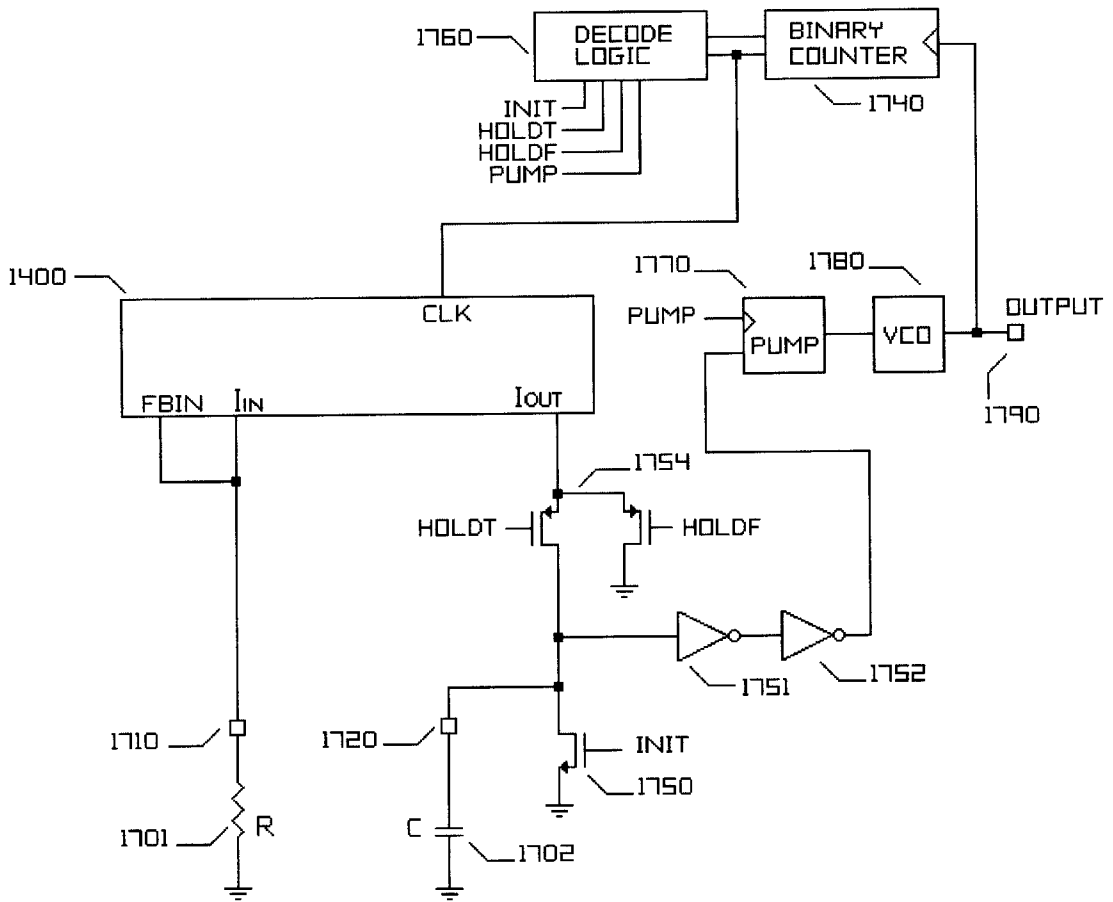 1760
DECODE
LOGIC
BINARY
COUNTER
1740
INIT
HOLDT
HOLDF
PUMP
1400
CLK
FBIN
IIN
IOUT
1770
PUMP
PUMP
1780
VCO
OUTPUT
1790
1754
HOLDT
HOLDF
1751
1752
1710
1720
INIT
1750
1701
R
C
1702